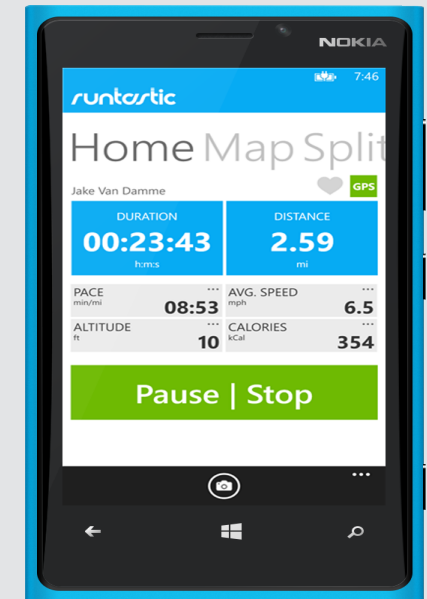 NOKIA
7:46
runtastic
Home Map Split
Jake Van Damme
GPS
DURATION
DISTANCE
00:23:43
2.59
h:m:s
mi
PACE
min/mi
08:53
AVG. SPEED
mph
6.5
ALTITUDE
ft
10
CALORIES
kCal
354
Pause | Stop